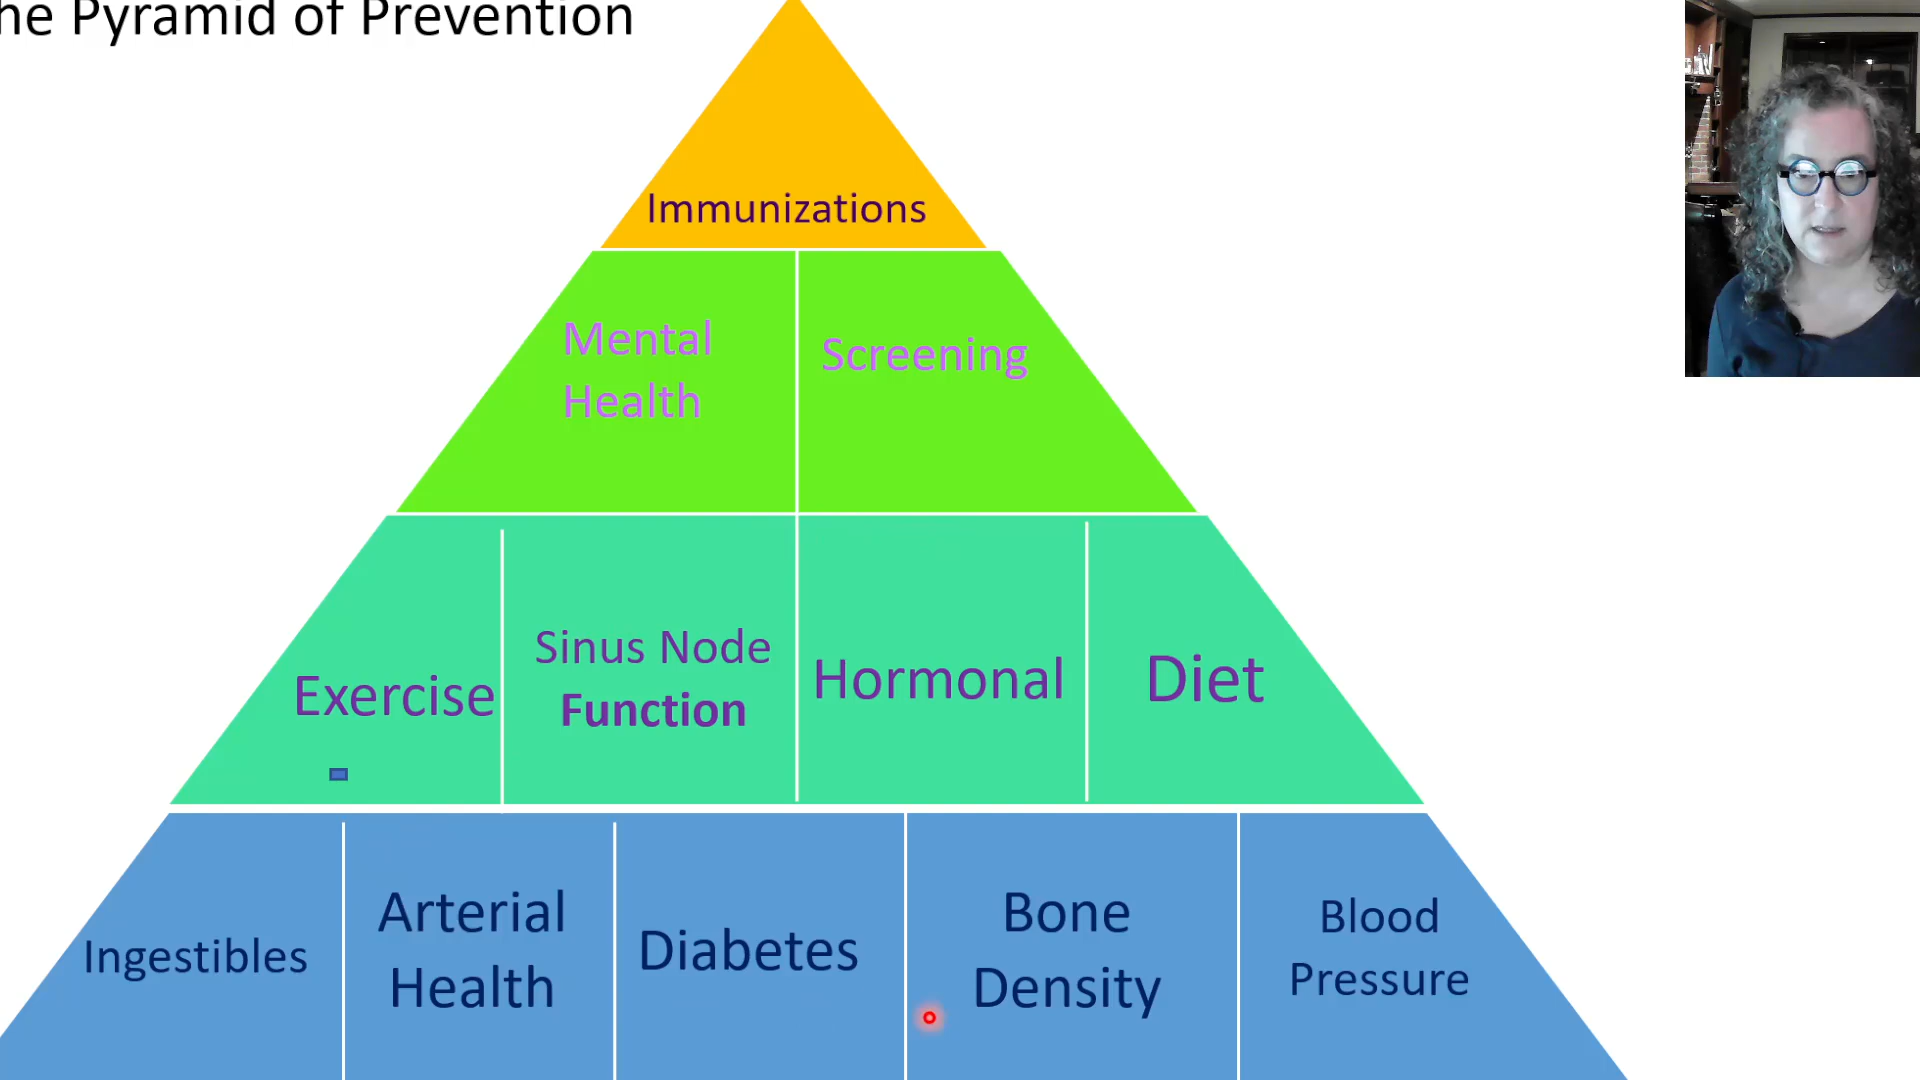 he Pyramid of Prevention
Immunizations
Mental
Health
Screening
Exercise
Sinus Node
Function
Hormonal
Diet
Ingestibles
Arterial
Health
Diabetes
Bone
Density
Blood
Pressure